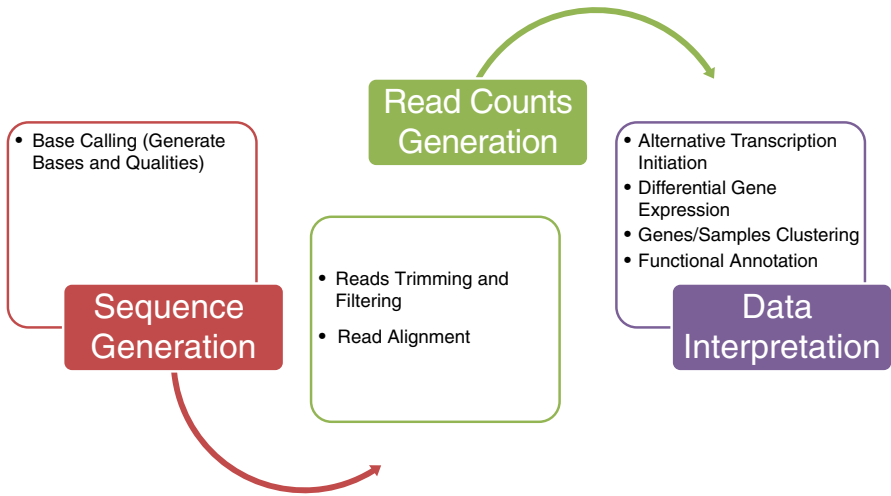 • Base Calling (Generate
Bases and Qualities)
Sequence
Generation
Read Counts
Generation
• Reads Trimming and
Filtering
• Read Alignment
• Alternative Transcription
Initiation
• Differential Gene
Expression
• Genes/Samples Clustering
• Functional Annotation
Data
Interpretation